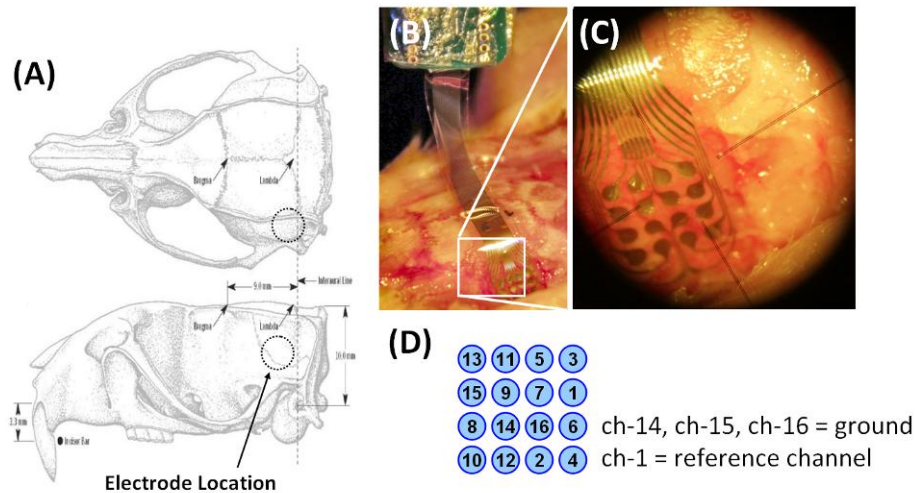 (A)
Bregma
Lambda
9.0 mm
Interaural Line
Bregma
Lambda
10.0 mm
3.3 mm
Incisor Bar
Electrode Location
(B)
(C)
(D)
13 11 5 3
15 9 7 1
8 14 16 6 ch-14, ch-15, ch-16 = ground
10 12 2 4 ch-1 = reference channel